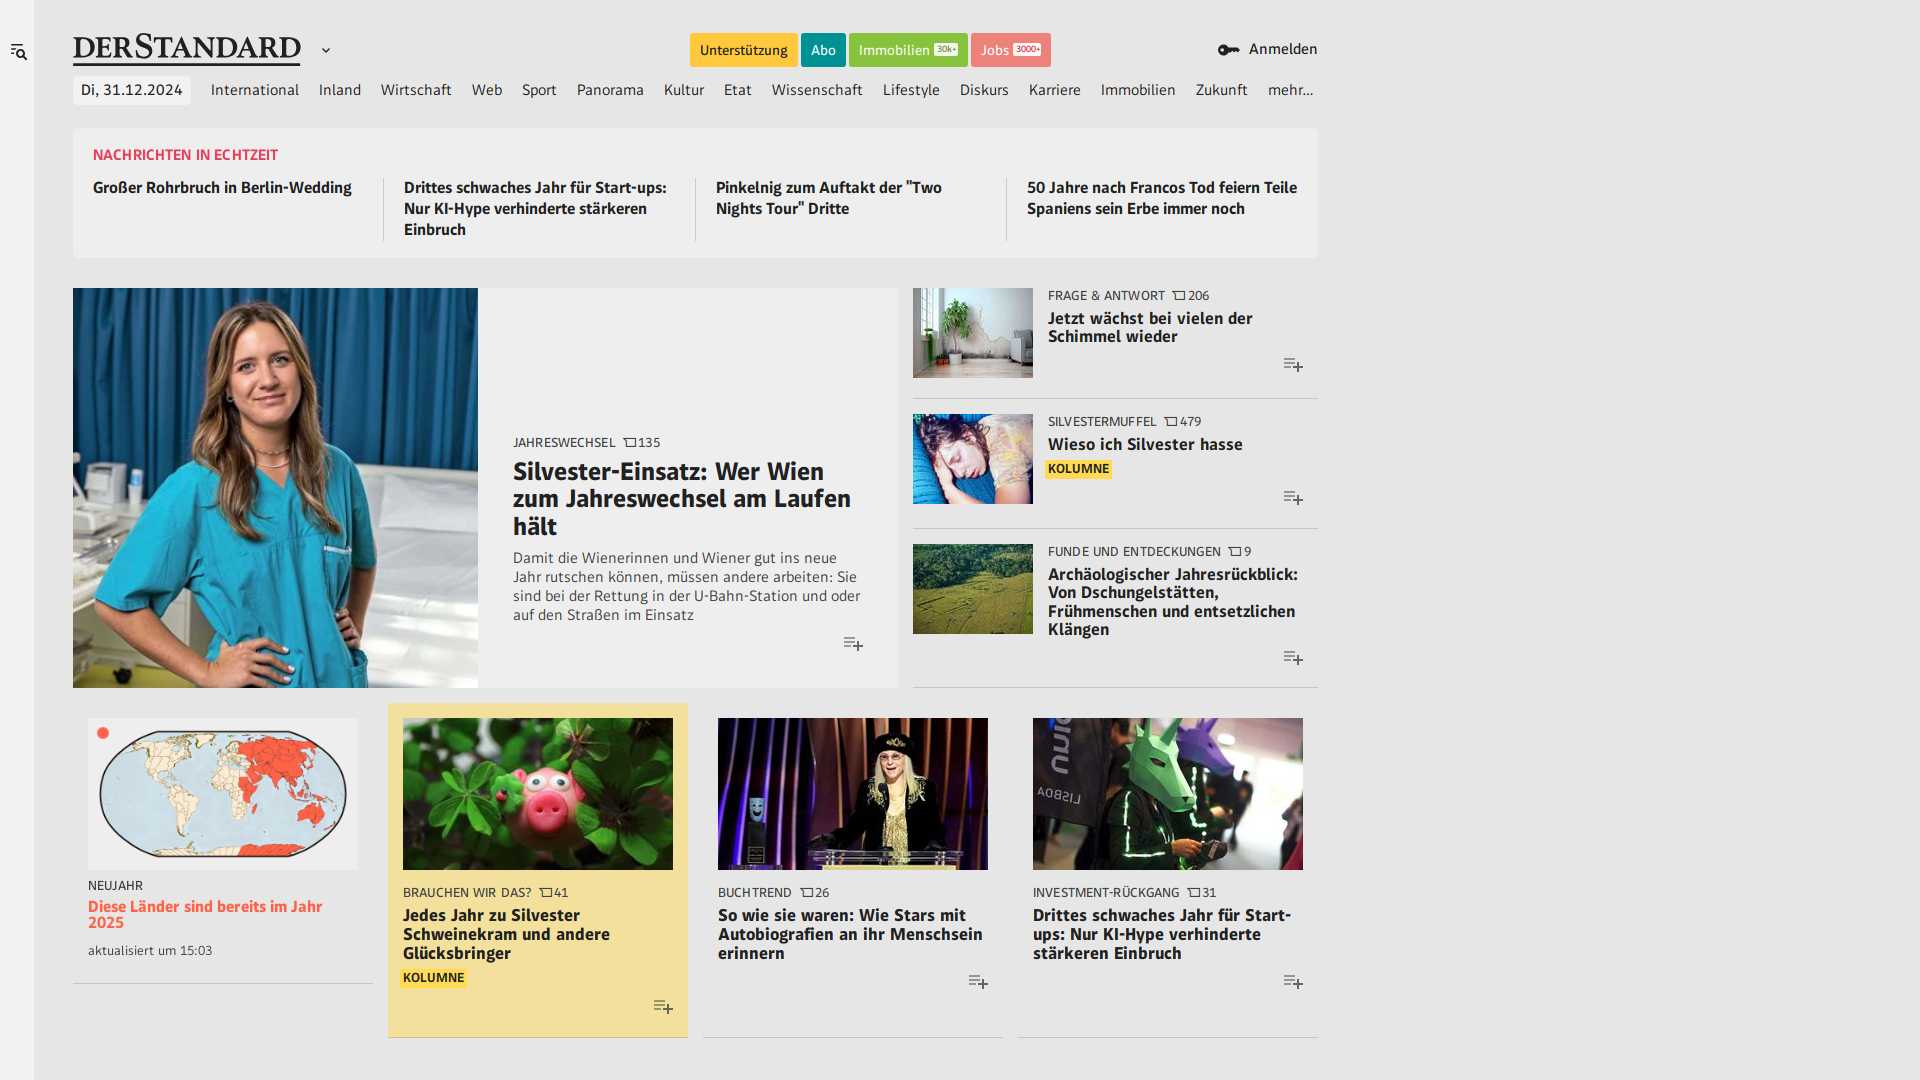 DERSTANDARD
Unterstützung
Abo
Immobilien 30k+
Jobs 3000+
Anmelden
Di, 31.12.2024
International
Inland
Wirtschaft
Web
Sport
Panorama
Kultur
Etat
Wissenschaft
Lifestyle
Diskurs
Karriere
Immobilien
Zukunft
mehr...
NACHRICHTEN IN ECHTZEIT
Großer Rohrbruch in Berlin-Wedding
Drittes schwaches Jahr für Start-ups:
Nur KI-Hype verhinderte stärkeren
Einbruch
Pinkelnig zum Auftakt der "Two
Nights Tour" Dritte
50 Jahre nach Francos Tod feiern Teile
Spaniens sein Erbe immer noch
JAHRESWECHSEL 135
Silvester-Einsatz: Wer Wien
zum Jahreswechsel am Laufen
hält
Damit die Wienerinnen und Wiener gut ins neue
Jahr rutschen können, müssen andere arbeiten: Sie
sind bei der Rettung in der U-Bahn-Station und oder
auf den Straßen im Einsatz
FRAGE & ANTWORT 206
Jetzt wächst bei vielen der
Schimmel wieder
SILVESTERMUFFEL 479
Wieso ich Silvester hasse
KOLUMNE
FUNDE UND ENTDECKUNGEN 9
Archäologischer Jahresrückblick:
Von Dschungelstätten,
Frühmenschen und entsetzlichen
Klängen
NEUJAHR
Diese Länder sind bereits im Jahr
2025
aktualisiert um 15:03
BRAUCHEN WIR DAS? 41
Jedes Jahr zu Silvester
Schweinekram und andere
Glücksbringer
KOLUMNE
BUCHTREND 26
So wie sie waren: Wie Stars mit
Autobiografien an ihr Menschsein
erinnern
LISBOA
INVESTMENT-RÜCKGANG 31
Drittes schwaches Jahr für Start-
ups: Nur KI-Hype verhinderte
stärkeren Einbruch